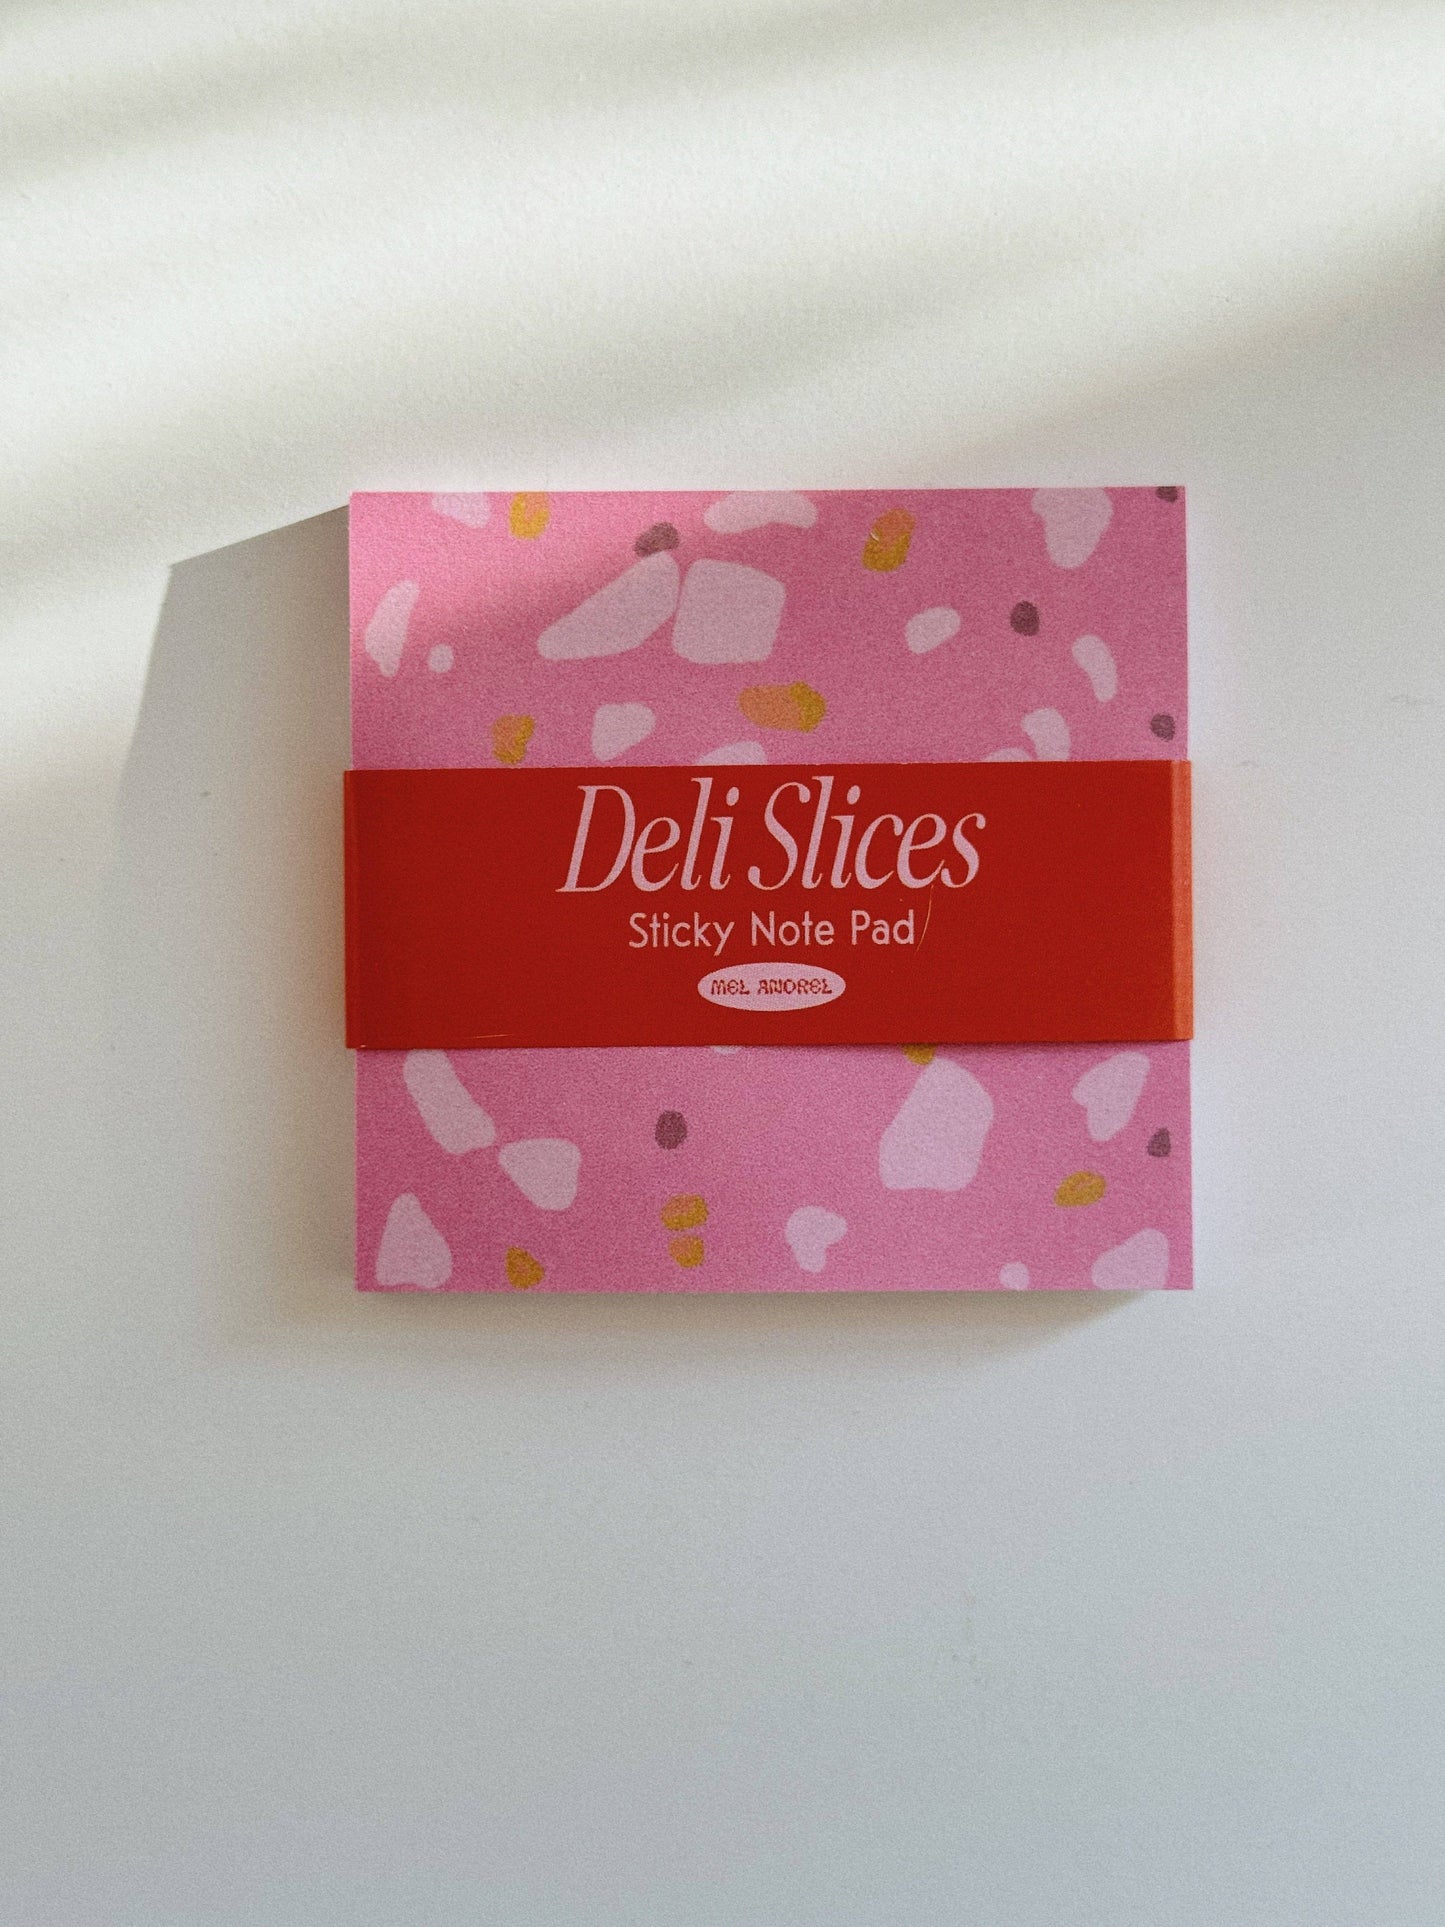 Deli Slices
Sticky Note Pad
MEL ANDREL